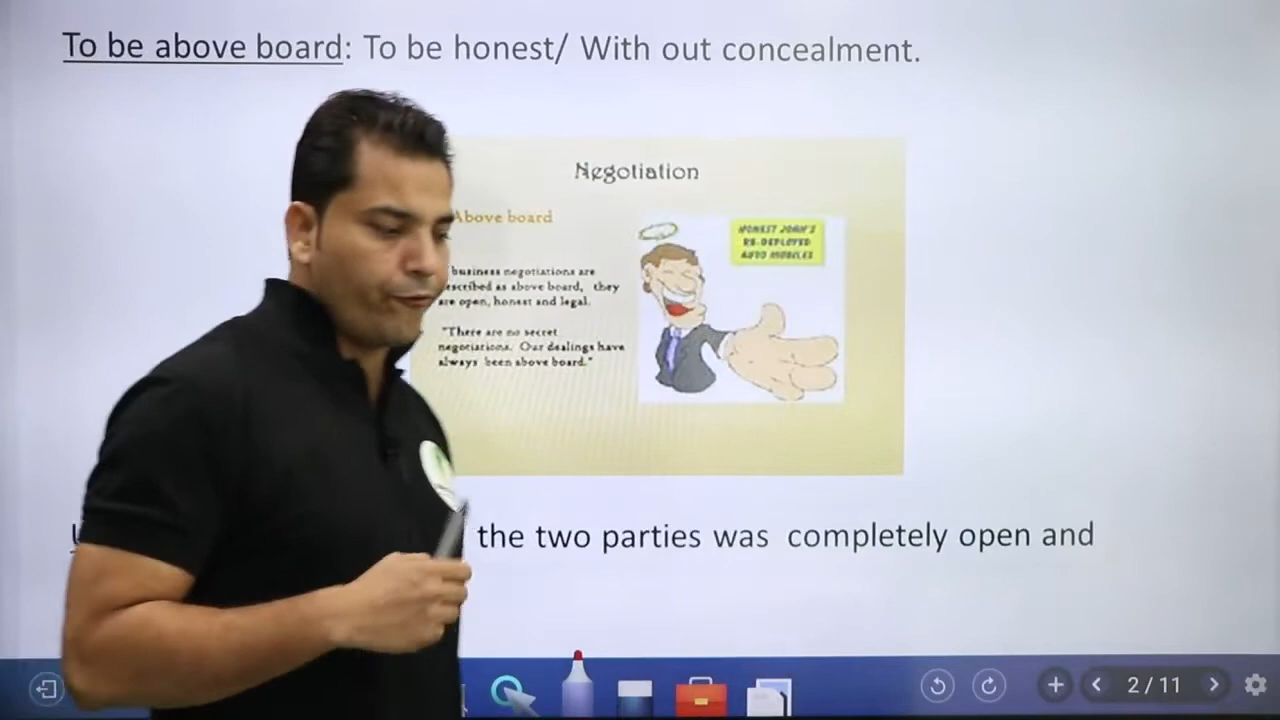 To be above board: To be honest/ With out concealment.
Negotiation
Above board
HONEST JOHN'S
RE-DEPLOYED
AUTO MOBILES
business negotiations are
described as above board, they
are open, honest and legal.
"There are no secret
negotiations. Our dealings have
always been above board."
the two parties was completely open and
2 / 11